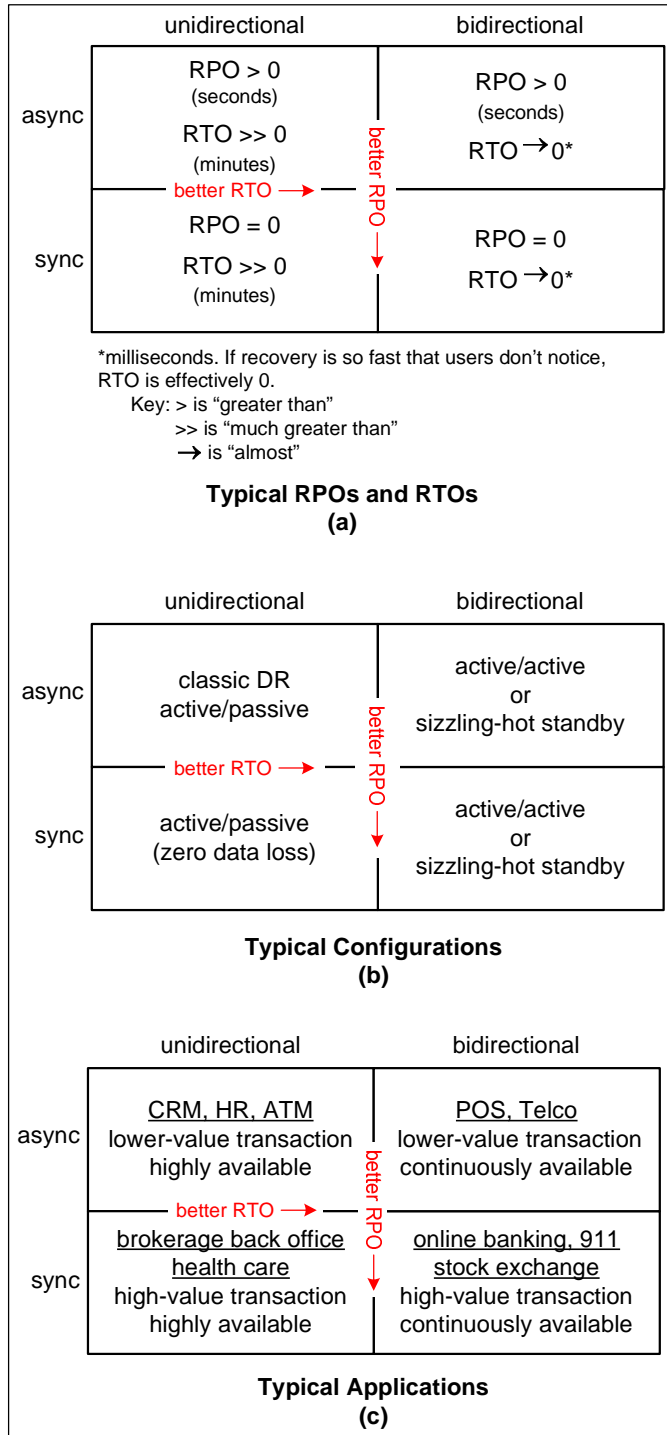 unidirectional bidirectional
async
RPO > 0
(seconds)
RTO >> 0
(minutes)
RPO > 0
(seconds)
RTO → 0*
better RTO →
better RPO →
sync
RPO = 0
RTO >> 0
(minutes)
RPO = 0
RTO → 0*
*milliseconds. If recovery is so fast that users don’t notice,
RTO is effectively 0.
Key: > is “greater than”
>> is “much greater than”
→ is “almost”
Typical RPOs and RTOs
(a)
unidirectional bidirectional
async
classic DR
active/passive
active/active
or
sizzling-hot standby
better RTO →
better RPO →
sync
active/passive
(zero data loss)
active/active
or
sizzling-hot standby
Typical Configurations
(b)
unidirectional bidirectional
async
CRM, HR, ATM
lower-value transaction
highly available
POS, Telco
lower-value transaction
continuously available
better RTO →
better RPO →
sync
brokerage back office
health care
high-value transaction
highly available
online banking, 911
stock exchange
high-value transaction
continuously available
Typical Applications
(c)